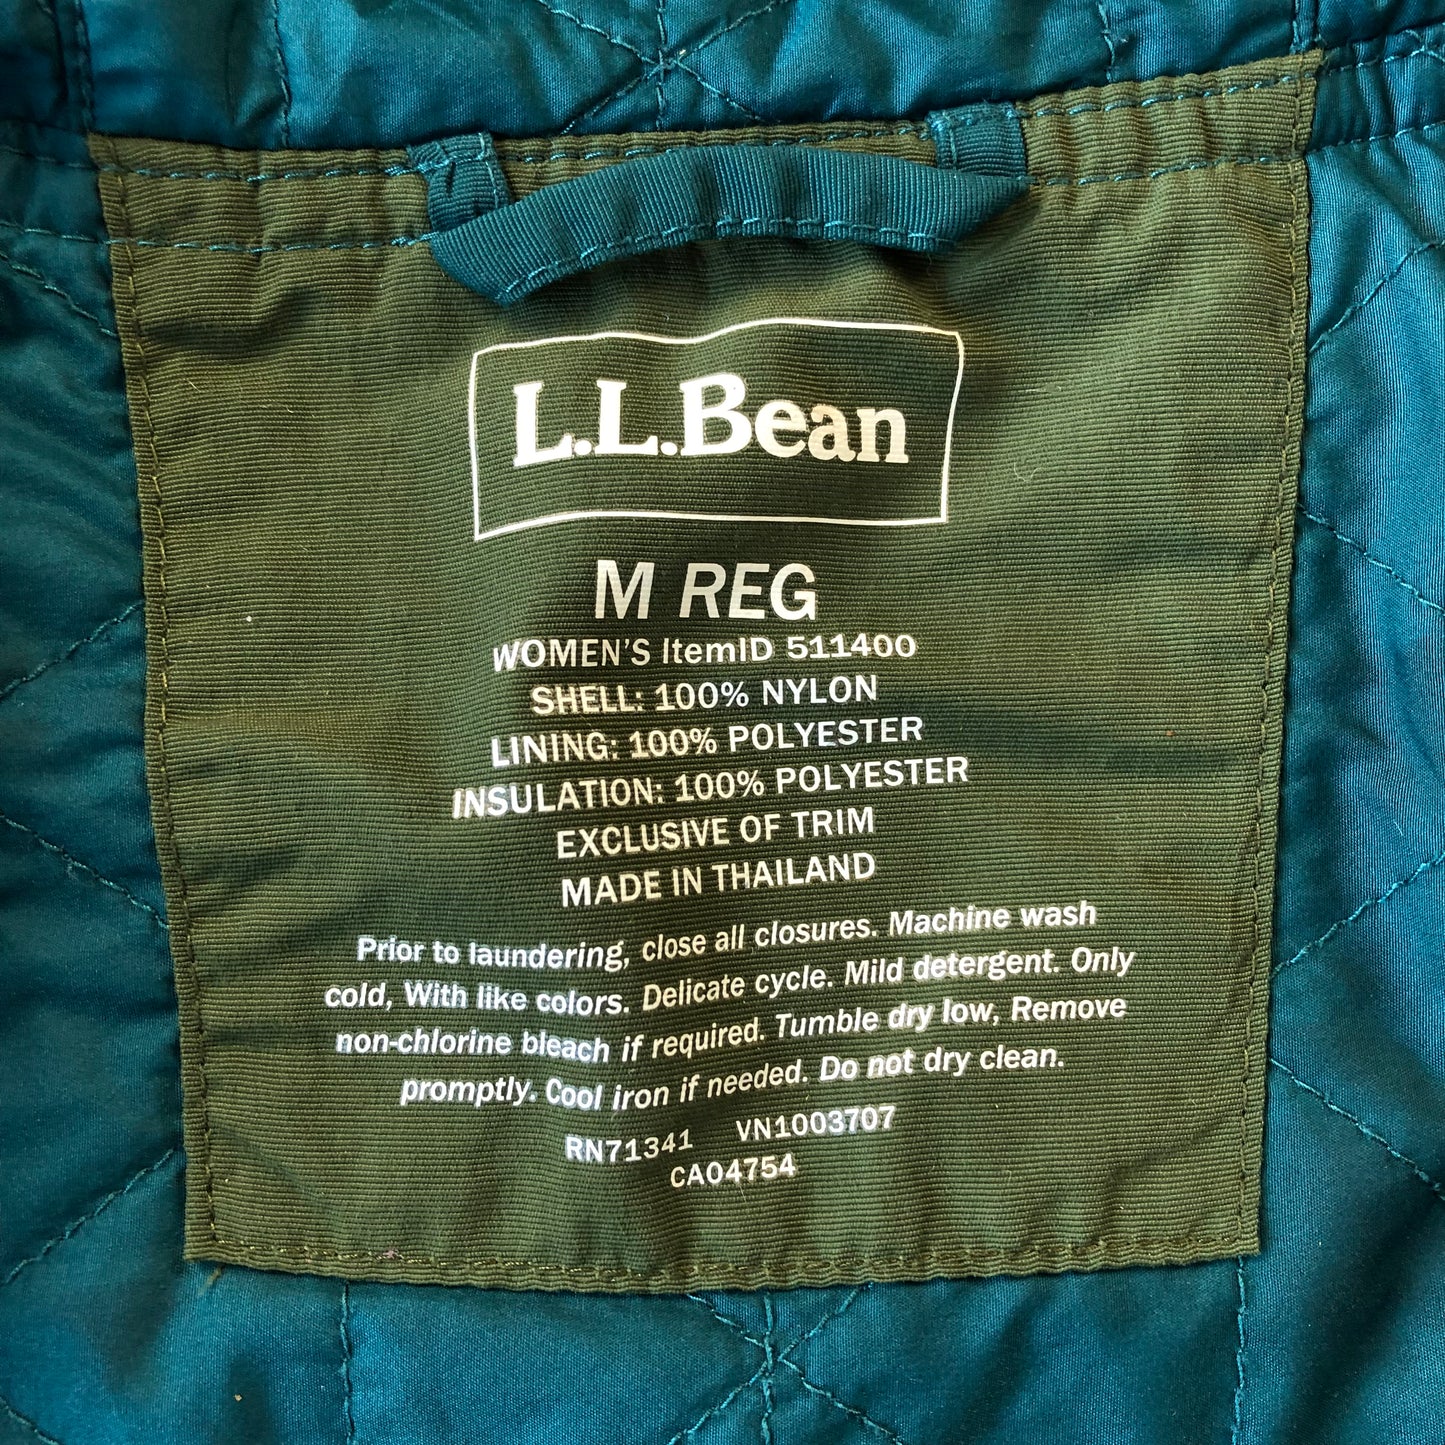 L.L.Bean
M REG
WOMEN'S ItemID 511400
SHELL: 100% NYLON
LINING: 100% POLYESTER
INSULATION: 100% POLYESTER
EXCLUSIVE OF TRIM
MADE IN THAILAND
Prior to laundering, close all closures. Machine wash
cold, With like colors. Delicate cycle. Mild detergent. Only
non-chlorine bleach if required. Tumble dry low, Remove
promptly. Cool iron if needed. Do not dry clean.
RN71341 VN1003707
CA04754